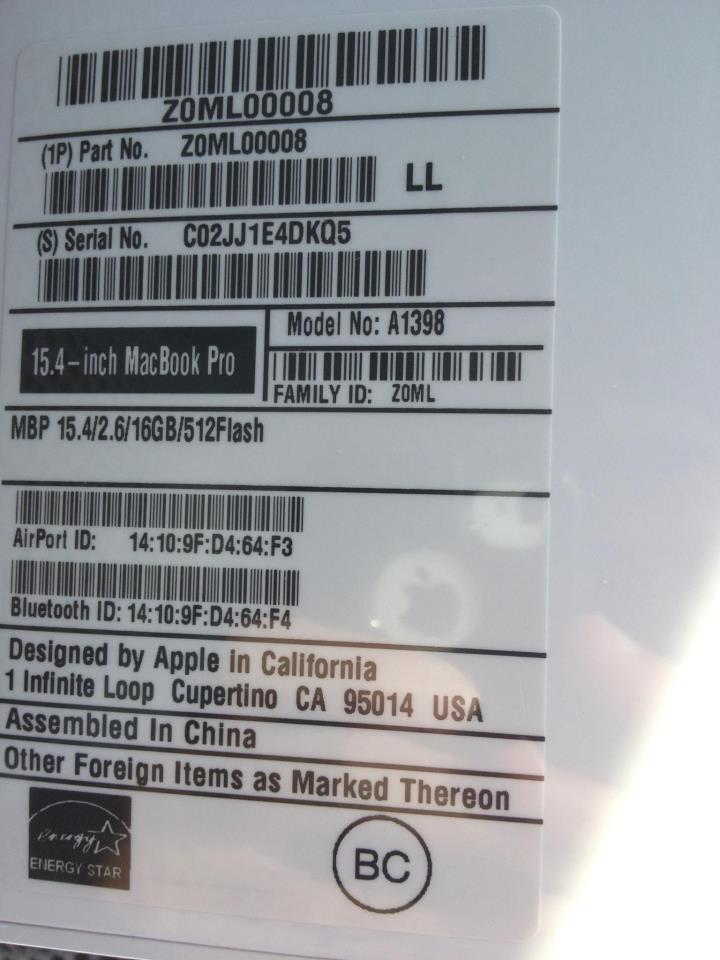 Z0ML00008
(1P) Part No. Z0ML00008
LL
(S) Serial No. C02JJ1E4DKQ5
15.4-inch MacBook Pro
Model No: A1398
FAMILY ID: Z0ML
MBP 15.4/2.6/16GB/512Flash
AirPort ID: 14:10:9F:D4:64:F3
Bluetooth ID: 14:10:9F:D4:64:F4
Designed by Apple in California
1 Infinite Loop Cupertino CA 95014 USA
Assembled In China
Other Foreign Items as Marked Thereon
energy
ENERGY STAR
BC